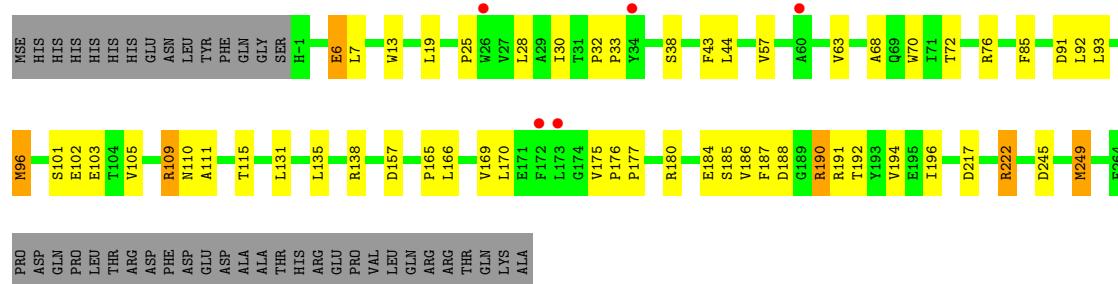 MSE HIS HIS HIS HIS HIS HIS GLU ASN LEU TYR PHE GLN GLY SER H-1 E6 L7 W13 L19 P25 W26 V27 L28 A29 I30 T31 P32 P33 Y34 S38 F43 L44 V57 A60 V63 A68 Q69 W70 I71 T72 R76 F85 D91 L92 L93
M96 S101 E102 E103 T104 V105 R109 N110 A111 T115 L131 L135 R138 D157 P165 L166 V169 L170 E171 F172 L173 G174 V175 P176 P177 R180 E184 S185 V186 F187 D188 G189 R190 R191 T192 Y193 V194 E195 I196 D217 R222 D245 M249 E264
PRO ASP GLN PRO LEU THR ARG ASP PHE ASP GLU ASP ALA ALA THR HIS ARG GLU PRO VAL LEU GLN ARG ARG THR GLN LYS ALA